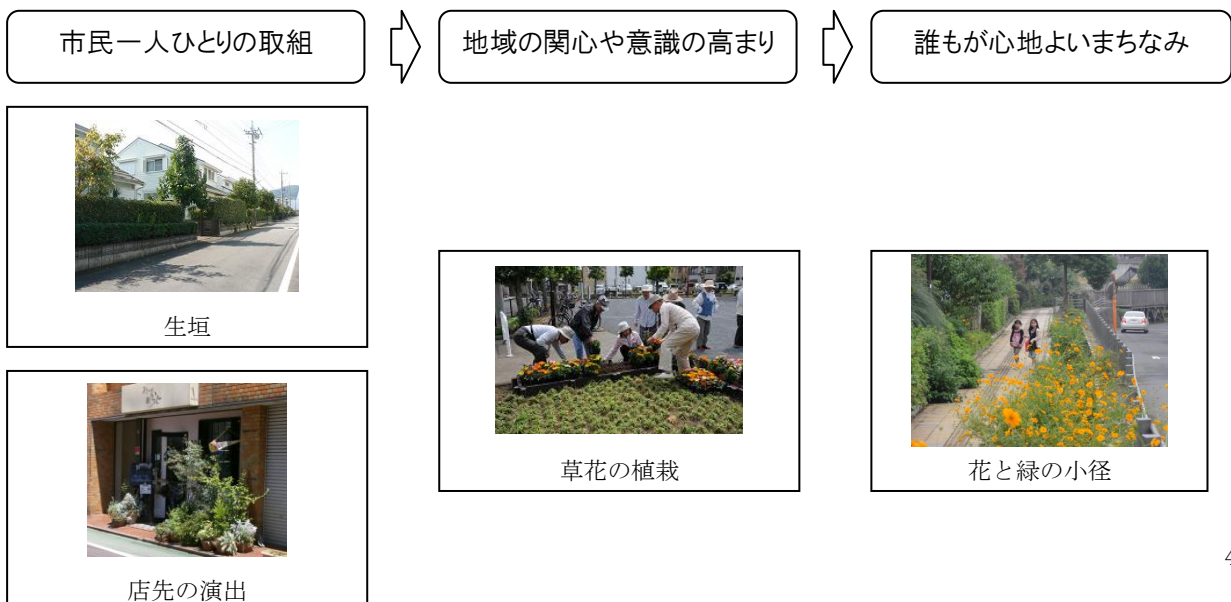 市民一人ひとりの取組
地域の関心や意識の高まり
誰もが心地よいまちなみ
生垣
店先の演出
草花の植栽
花と緑の小径
4